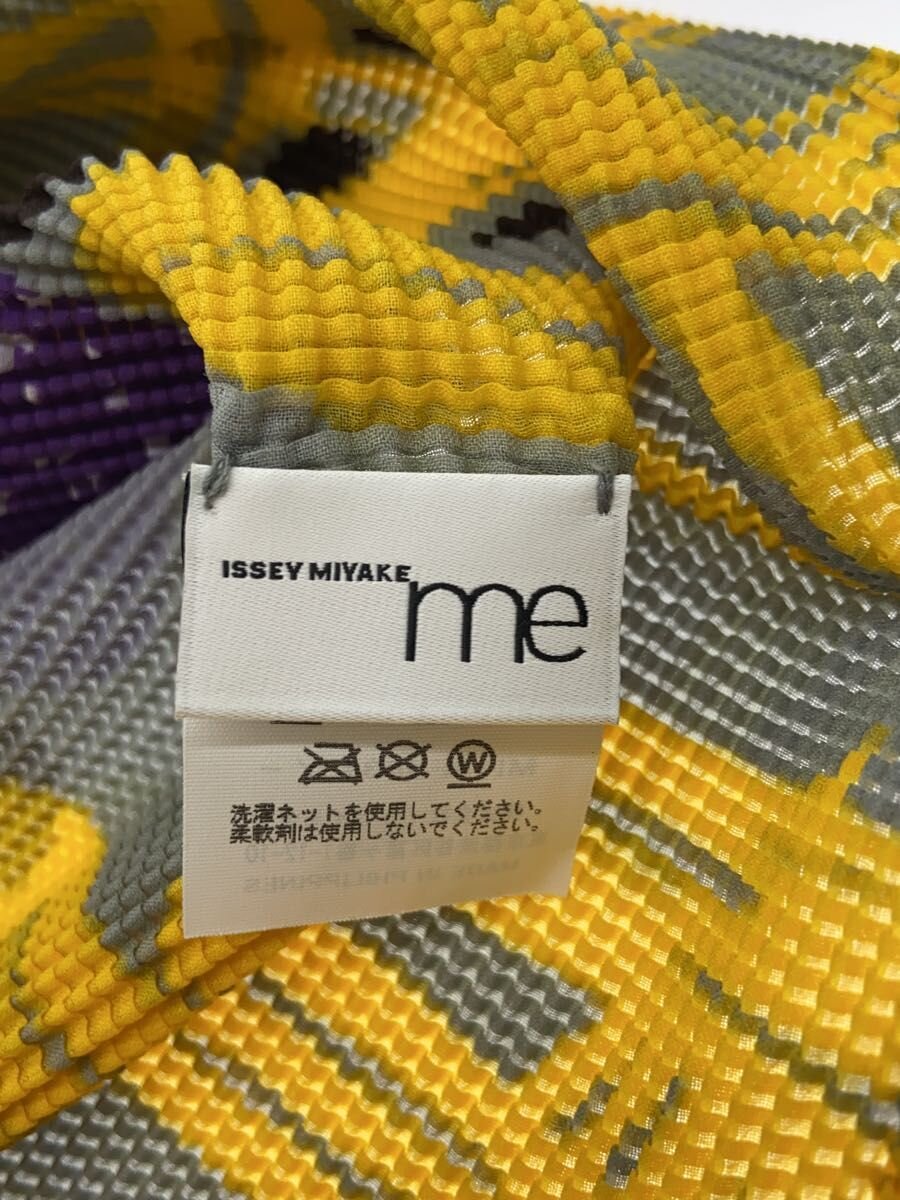 ISSEY MIYAKE
me
W
洗濯ネットを使用してください。
柔軟剤は使用しないでください。